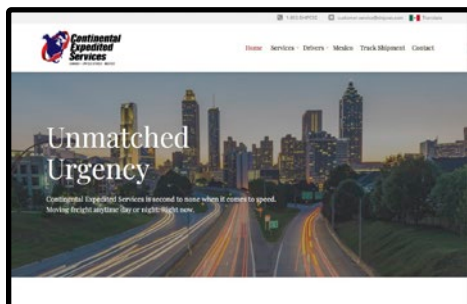 Translate
Continental
Expedited
Services
Home Services Drivers Mexico Track Shipment Contact
Unmatched
Urgency
Continental Expedited Services is second to none when it comes to speed.
Moving freight anytime day or night. Right now.